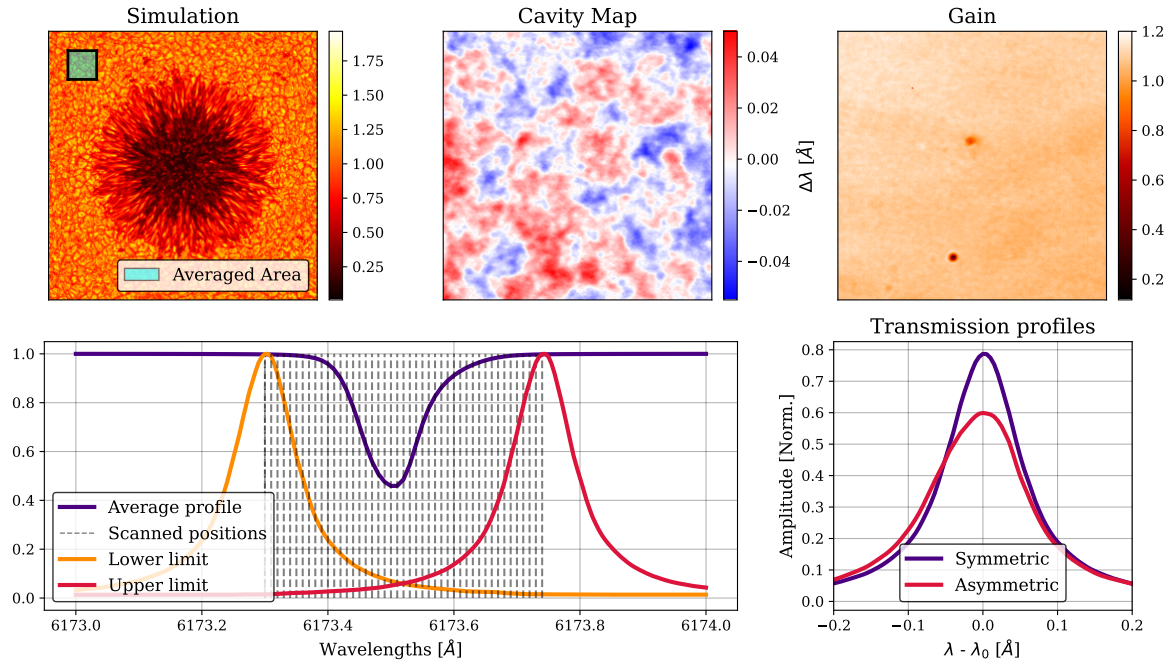 Simulation
Cavity Map
Gain
1.75
1.50
1.25
1.00
0.75
0.50
0.25
Averaged Area
0.04
0.02
0.00
−0.02
−0.04
Δλ [Å]
1.2
1.0
0.8
0.6
0.4
0.2
1.0
0.8
0.6
0.4
0.2
0.0
Average profile
Scanned positions
Lower limit
Upper limit
6173.0
6173.2
6173.4
6173.6
6173.8
6174.0
Wavelengths [Å]
Transmission profiles
Amplitude [Norm.]
0.8
0.7
0.6
0.5
0.4
0.3
0.2
0.1
0.0
Symmetric
Asymmetric
−0.2
−0.1
0.0
0.1
0.2
λ - λ₀ [Å]